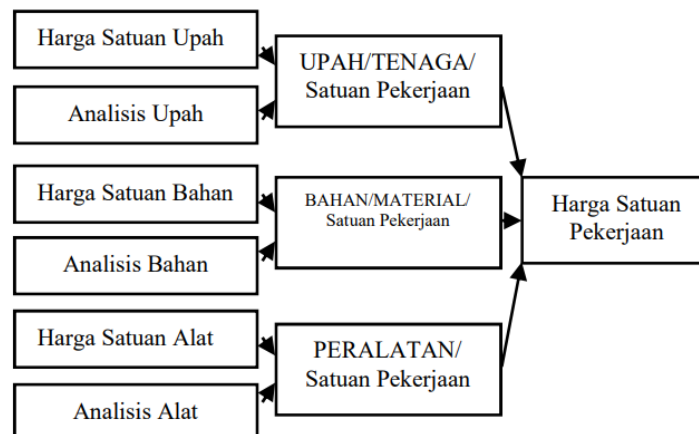 Harga Satuan Upah
Analisis Upah
UPAH/TENAGA/
Satuan Pekerjaan
Harga Satuan Bahan
Analisis Bahan
BAHAN/MATERIAL/
Satuan Pekerjaan
Harga Satuan Alat
Analisis Alat
PERALATAN/
Satuan Pekerjaan
Harga Satuan
Pekerjaan